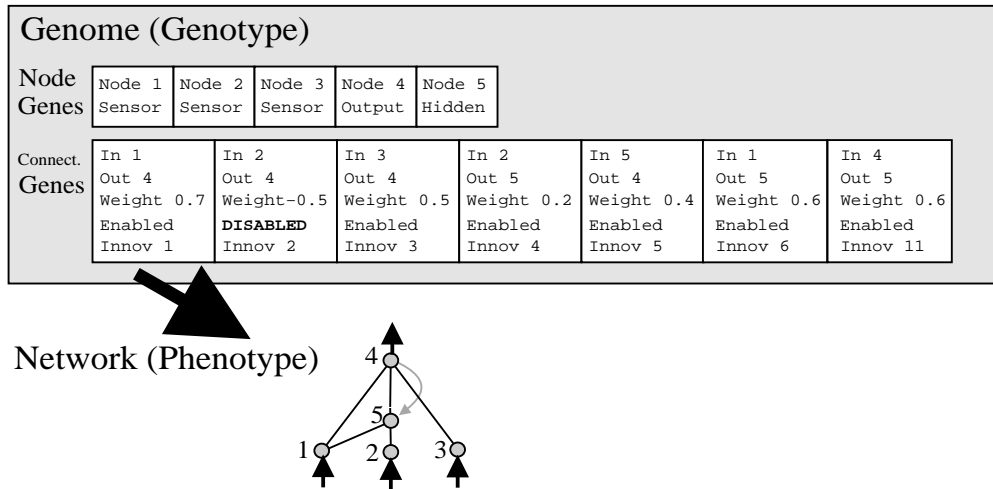 Genome (Genotype)
Node Genes
Node 1 Node 2 Node 3 Node 4 Node 5
Sensor Sensor Sensor Output Hidden
Connect. Genes
In 1 In 2 In 3 In 2 In 5 In 1 In 4
Out 4 Out 4 Out 4 Out 5 Out 4 Out 5 Out 5
Weight 0.7 Weight-0.5 Weight 0.5 Weight 0.2 Weight 0.4 Weight 0.6 Weight 0.6
Enabled DISABLED Enabled Enabled Enabled Enabled Enabled
Innov 1 Innov 2 Innov 3 Innov 4 Innov 5 Innov 6 Innov 11
Network (Phenotype)
4
5
1 2 3